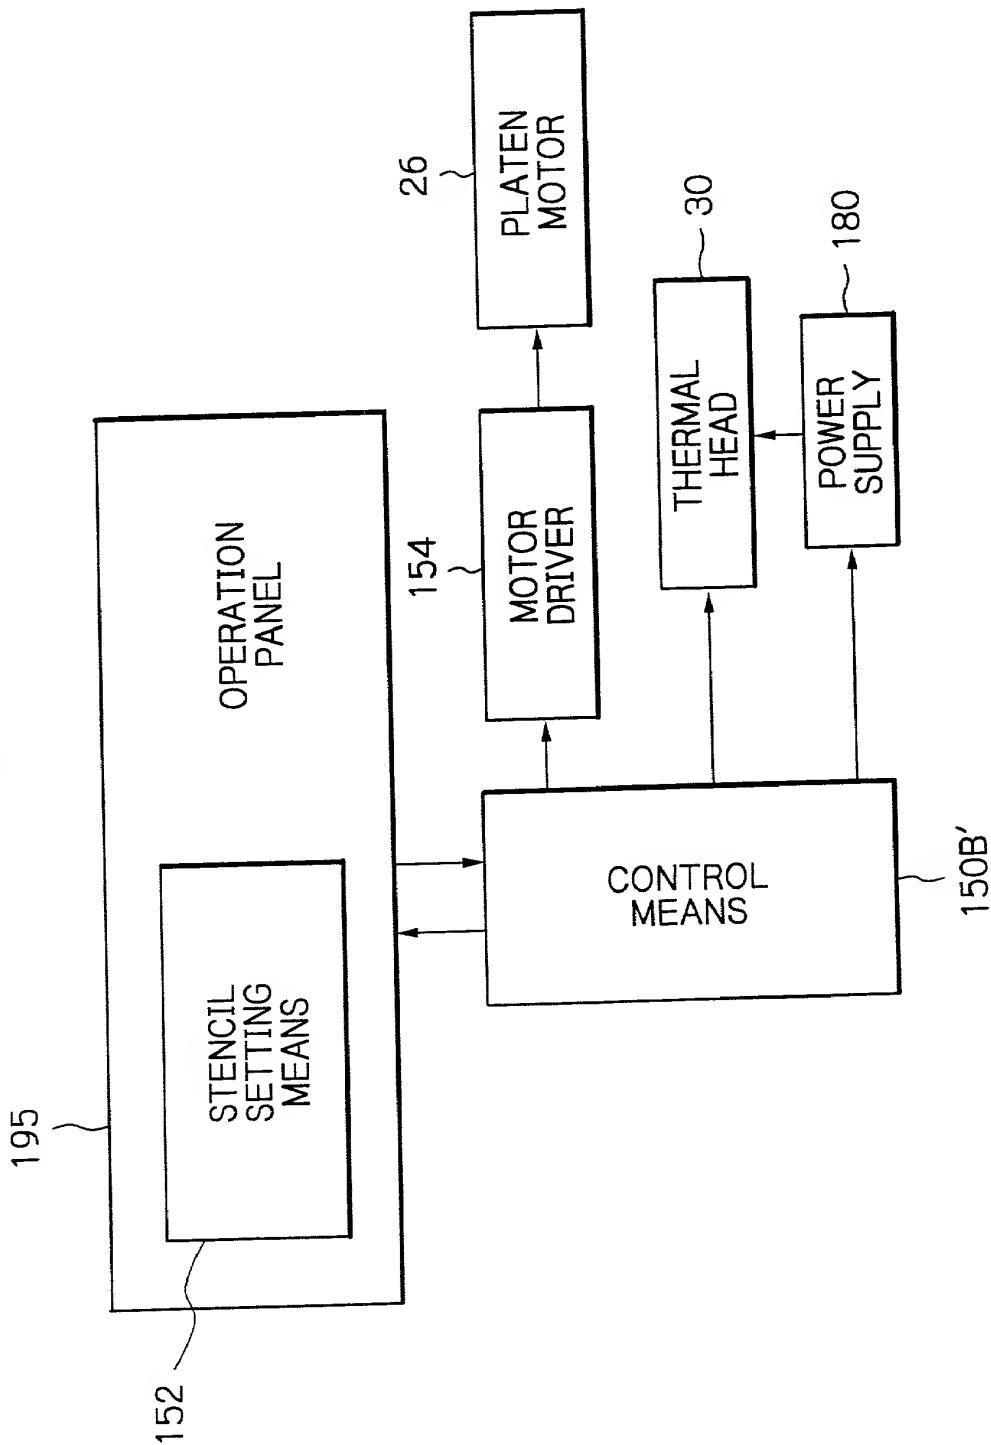 195
152
OPERATION
PANEL
STENCIL
SETTING
MEANS
CONTROL
MEANS
150B′
154
MOTOR
DRIVER
26
PLATEN
MOTOR
THERMAL
HEAD
30
POWER
SUPPLY
180